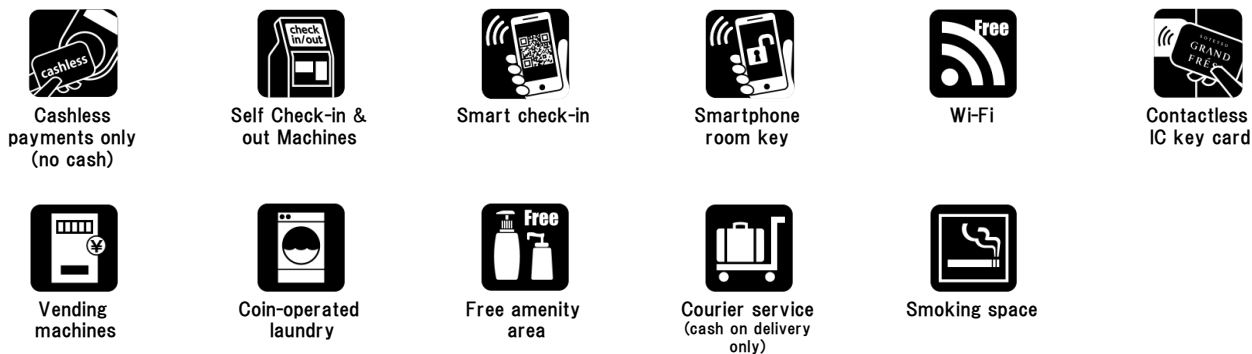 cashless
Cashless
payments only
(no cash)
check
in/out
Self Check-in &
out Machines
Smart check-in
Smartphone
room key
Free
Wi-Fi
SOTETSU
GRAND
FRÉS
Contactless
IC key card
¥
Vending
machines
Coin-operated
laundry
Free
Free amenity
area
Courier service
(cash on delivery
only)
Smoking space